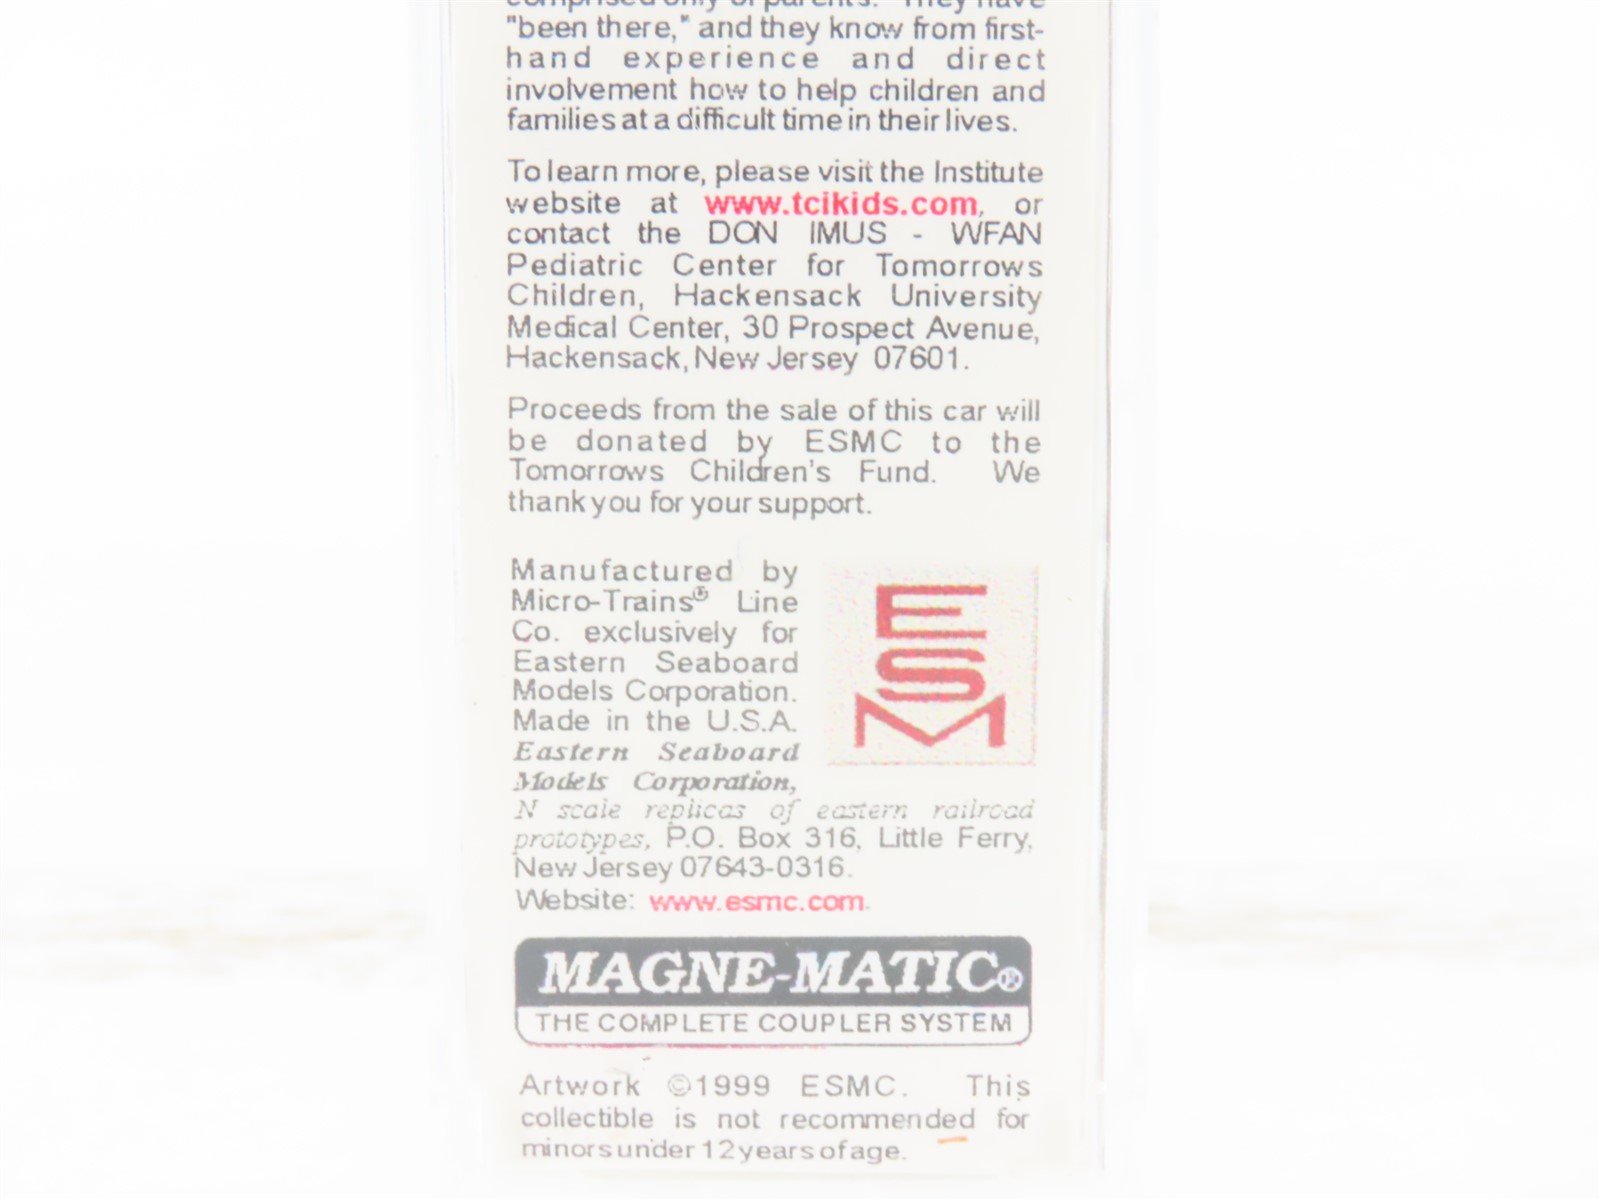 comprised only of parents. They have
"been there," and they know from first-
hand experience and direct
involvement how to help children and
families at a difficult time in their lives.
To learn more, please visit the Institute
website at www.tcikids.com, or
contact the DON IMUS - WFAN
Pediatric Center for Tomorrows
Children, Hackensack University
Medical Center, 30 Prospect Avenue,
Hackensack, New Jersey 07601.
Proceeds from the sale of this car will
be donated by ESMC to the
Tomorrows Children's Fund. We
thank you for your support.
Manufactured by
Micro-Trains® Line
Co. exclusively for
Eastern Seaboard
Models Corporation.
Made in the U.S.A.
Eastern Seaboard
Models Corporation,
N scale replicas of eastern railroad
prototypes, P.O. Box 316, Little Ferry,
New Jersey 07643-0316.
Website: www.esmc.com.
E
S
M
MAGNE-MATIC®
THE COMPLETE COUPLER SYSTEM
Artwork ©1999 ESMC. This
collectible is not recommended for
minors under 12 years of age.